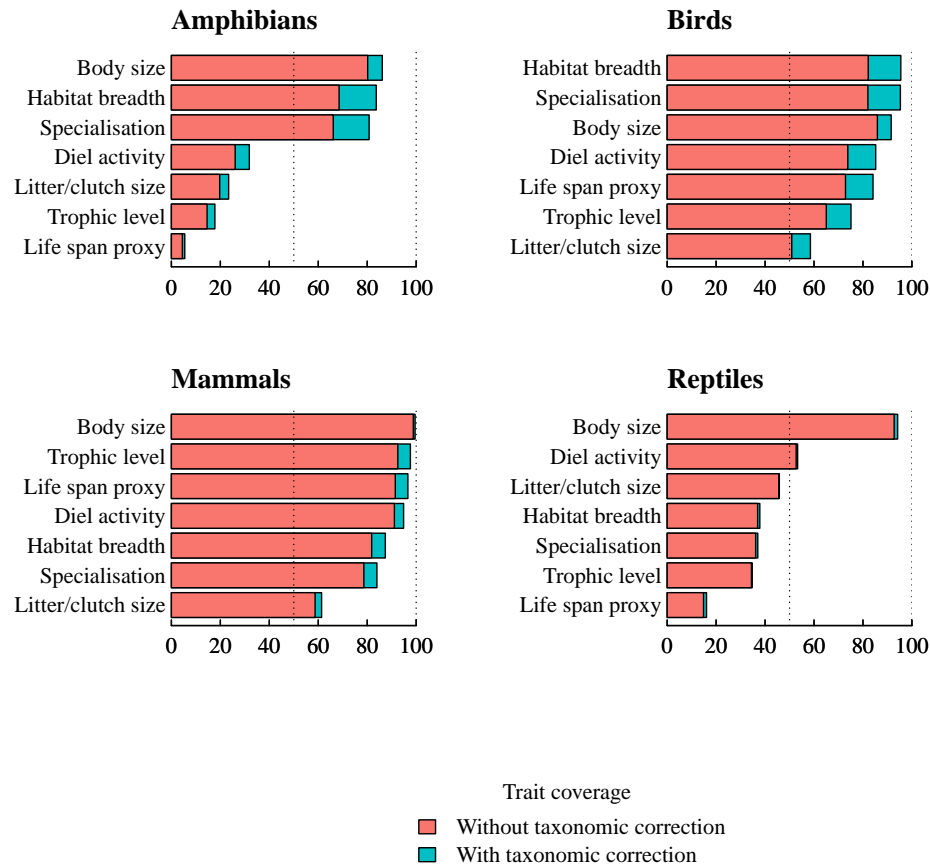 Amphibians
Body size
Habitat breadth
Specialisation
Diel activity
Litter/clutch size
Trophic level
Life span proxy
0 20 40 60 80 100
Birds
Habitat breadth
Specialisation
Body size
Diel activity
Life span proxy
Trophic level
Litter/clutch size
0 20 40 60 80 100
Mammals
Body size
Trophic level
Life span proxy
Diel activity
Habitat breadth
Specialisation
Litter/clutch size
0 20 40 60 80 100
Reptiles
Body size
Diel activity
Litter/clutch size
Habitat breadth
Specialisation
Trophic level
Life span proxy
0 20 40 60 80 100
Trait coverage
Without taxonomic correction
With taxonomic correction